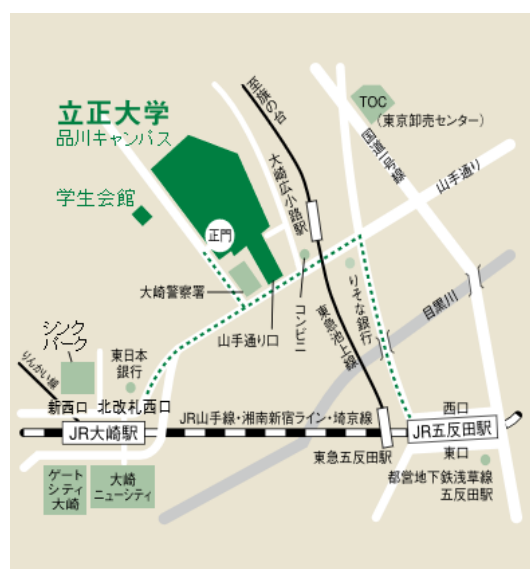 立正大学
品川キャンパス
学生会館
正門
大崎警察署
山手通り口
至旗の台
大崎広小路駅
TOC
(東京卸売センター)
国道一号線
山手通り
コンビニ
東急池上線
りそな銀行
目黒川
シンク
パーク
りんかい線
東日本
銀行
新西口
北改札西口
JR大崎駅
JR山手線・湘南新宿ライン・埼京線
西口
JR五反田駅
東口
東急五反田駅
都営地下鉄浅草線
五反田駅
ゲート
シティ
大崎
大崎
ニューシティ